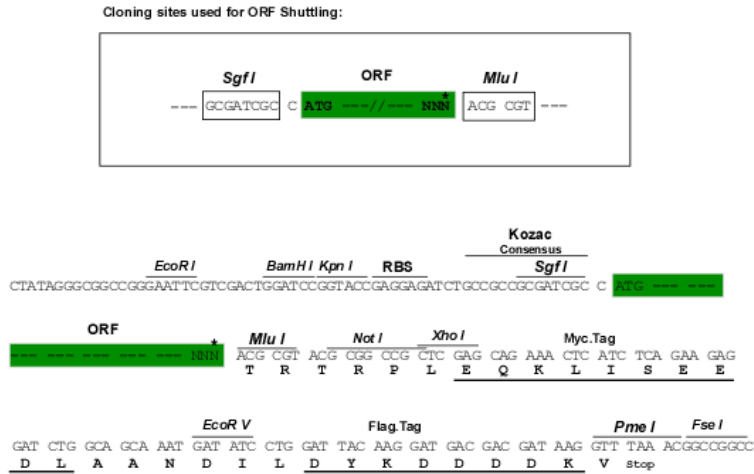 Cloning sites used for ORF Shuttling:
Sgf I ORF Mlu I
--- GCGATCGC C ATG ---//--- NNN* ACG CGT ---
Kozac
Consensus
EcoR I BamH I Kpn I RBS Sgf I
CTATAGGGCGGCCGGGAATTCGTCGACTGGATCCGGTACCGAGGAGATCTGCCGCCGCGATCGC C ATG --- ---
ORF Mlu I Not I Xho I Myc.Tag
--- --- --- --- --- NNN* ACG CGT ACG CGG CCG CTC GAG CAG AAA CTC ATC TCA GAA GAG
T R T R P L E Q K L I S E E
EcoR V Flag.Tag Pme I Fse I
GAT CTG GCA GCA AAT GAT ATC CTG GAT TAC AAG GAT GAC GAC GAT AAG GTT TAA ACGGCCGGCC
D L A A N D I L D Y K D D D D K V Stop